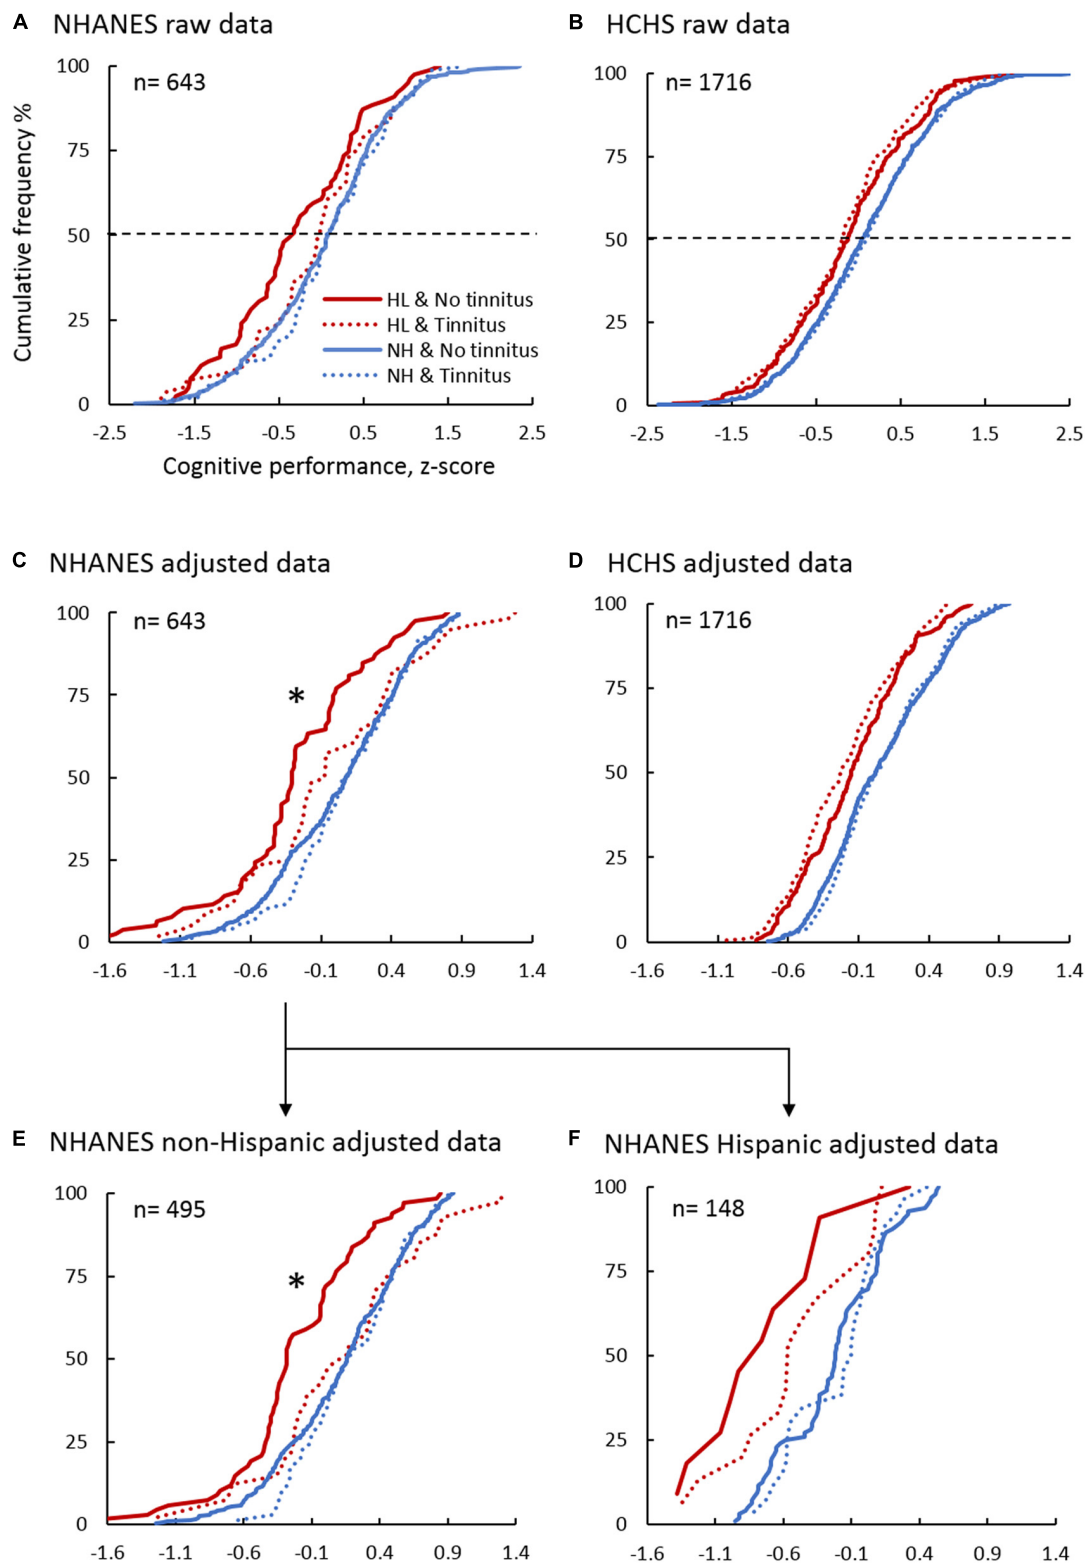 A NHANES raw data
n= 643
Cumulative frequency %
100
75
50
25
0
-2.5 -1.5 -0.5 0.5 1.5 2.5
Cognitive performance, z-score
HL & No tinnitus
HL & Tinnitus
NH & No tinnitus
NH & Tinnitus
B HCHS raw data
n= 1716
100
75
50
25
0
-2.5 -1.5 -0.5 0.5 1.5 2.5
C NHANES adjusted data
n= 643
*
100
75
50
25
0
-1.6 -1.1 -0.6 -0.1 0.4 0.9 1.4
D HCHS adjusted data
n= 1716
100
75
50
25
0
-1.6 -1.1 -0.6 -0.1 0.4 0.9 1.4
E NHANES non-Hispanic adjusted data
n= 495
*
100
75
50
25
0
-1.6 -1.1 -0.6 -0.1 0.4 0.9 1.4
F NHANES Hispanic adjusted data
n= 148
100
75
50
25
0
-1.6 -1.1 -0.6 -0.1 0.4 0.9 1.4